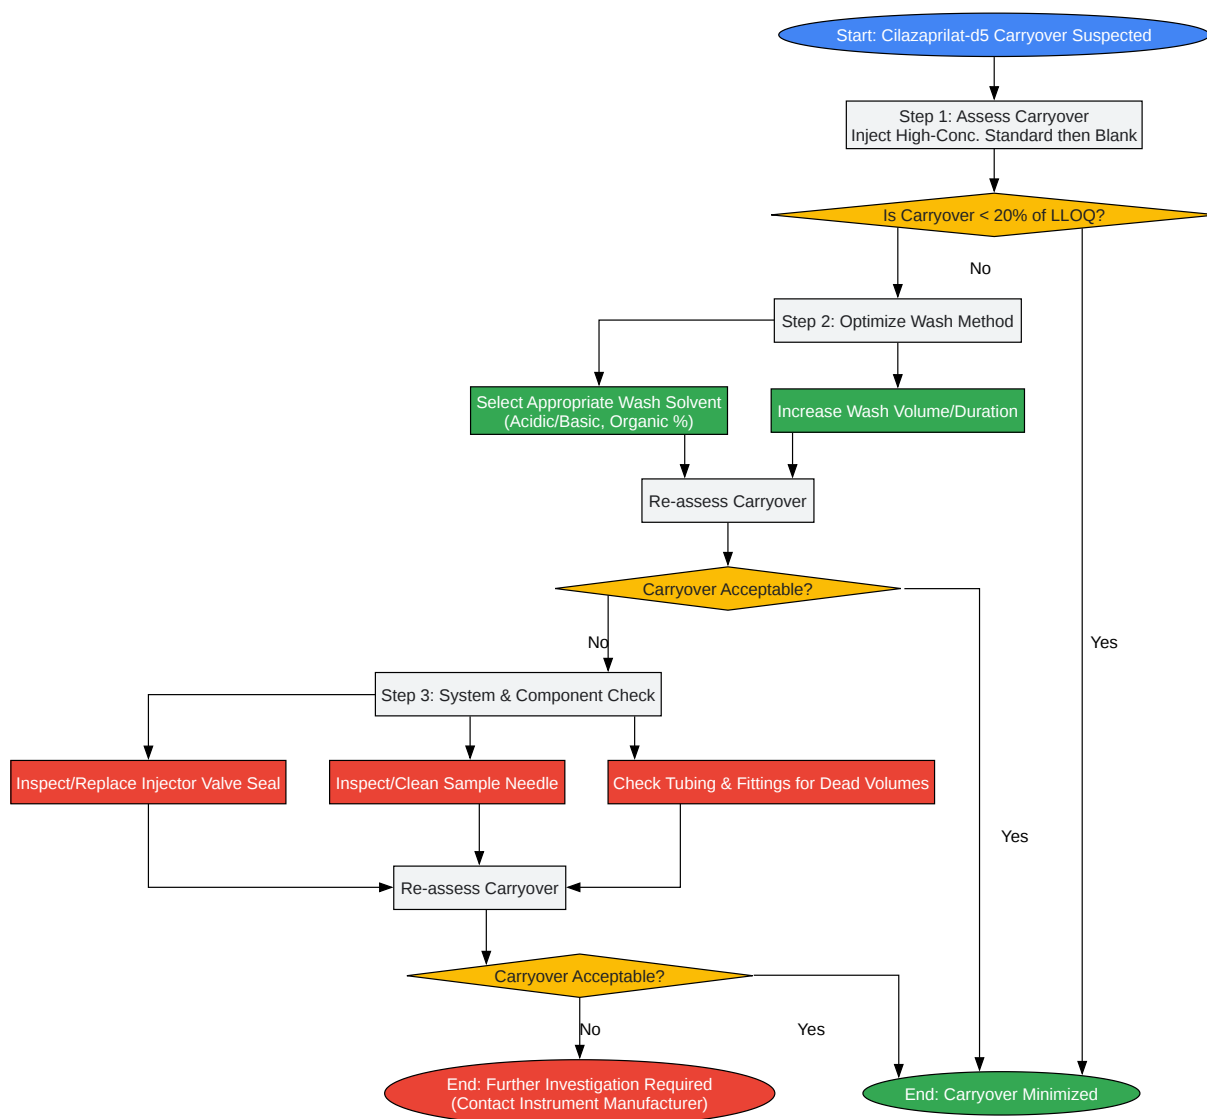 Start: Cilazaprilat-d5 Carryover Suspected
Step 1: Assess Carryover
Inject High-Conc. Standard then Blank
Is Carryover < 20% of LLOQ?
No
Step 2: Optimize Wash Method
Select Appropriate Wash Solvent
(Acidic/Basic, Organic %)
Increase Wash Volume/Duration
Re-assess Carryover
Carryover Acceptable?
No
Yes
Step 3: System & Component Check
Inspect/Replace Injector Valve Seal
Inspect/Clean Sample Needle
Check Tubing & Fittings for Dead Volumes
Yes
Re-assess Carryover
Carryover Acceptable?
No
Yes
End: Further Investigation Required
(Contact Instrument Manufacturer)
End: Carryover Minimized